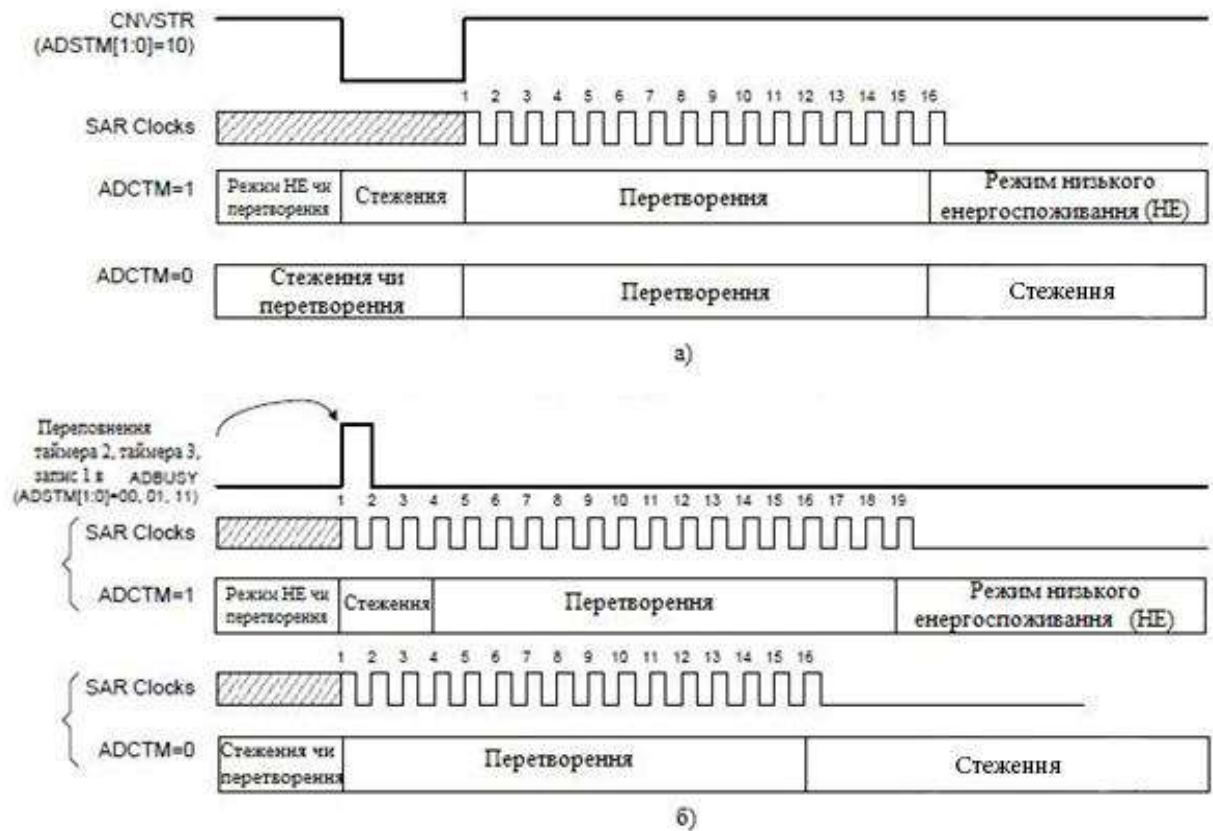 CNVSTR
(ADSTM[1:0]=10)
1 2 3 4 5 6 7 8 9 10 11 12 13 14 15 16
SAR Clocks
ADCTM=1
Режим НЕ чи
перетворення
Стеження
Перетворення
Режим низького
енергоспоживання (НЕ)
ADCTM=0
Стеження чи
перетворення
Перетворення
Стеження
а)
Переповнення
таймера 2, таймера 3,
запис 1 в ADBUSY
(ADSTM[1:0]=00, 01, 11)
1 2 3 4 5 6 7 8 9 10 11 12 13 14 15 16 17 18 19
SAR Clocks
ADCTM=1
Режим НЕ чи
перетворення
Стеження
Перетворення
Режим низького
енергоспоживання (НЕ)
1 2 3 4 5 6 7 8 9 10 11 12 13 14 15 16
SAR Clocks
ADCTM=0
Стеження чи
перетворення
Перетворення
Стеження
б)